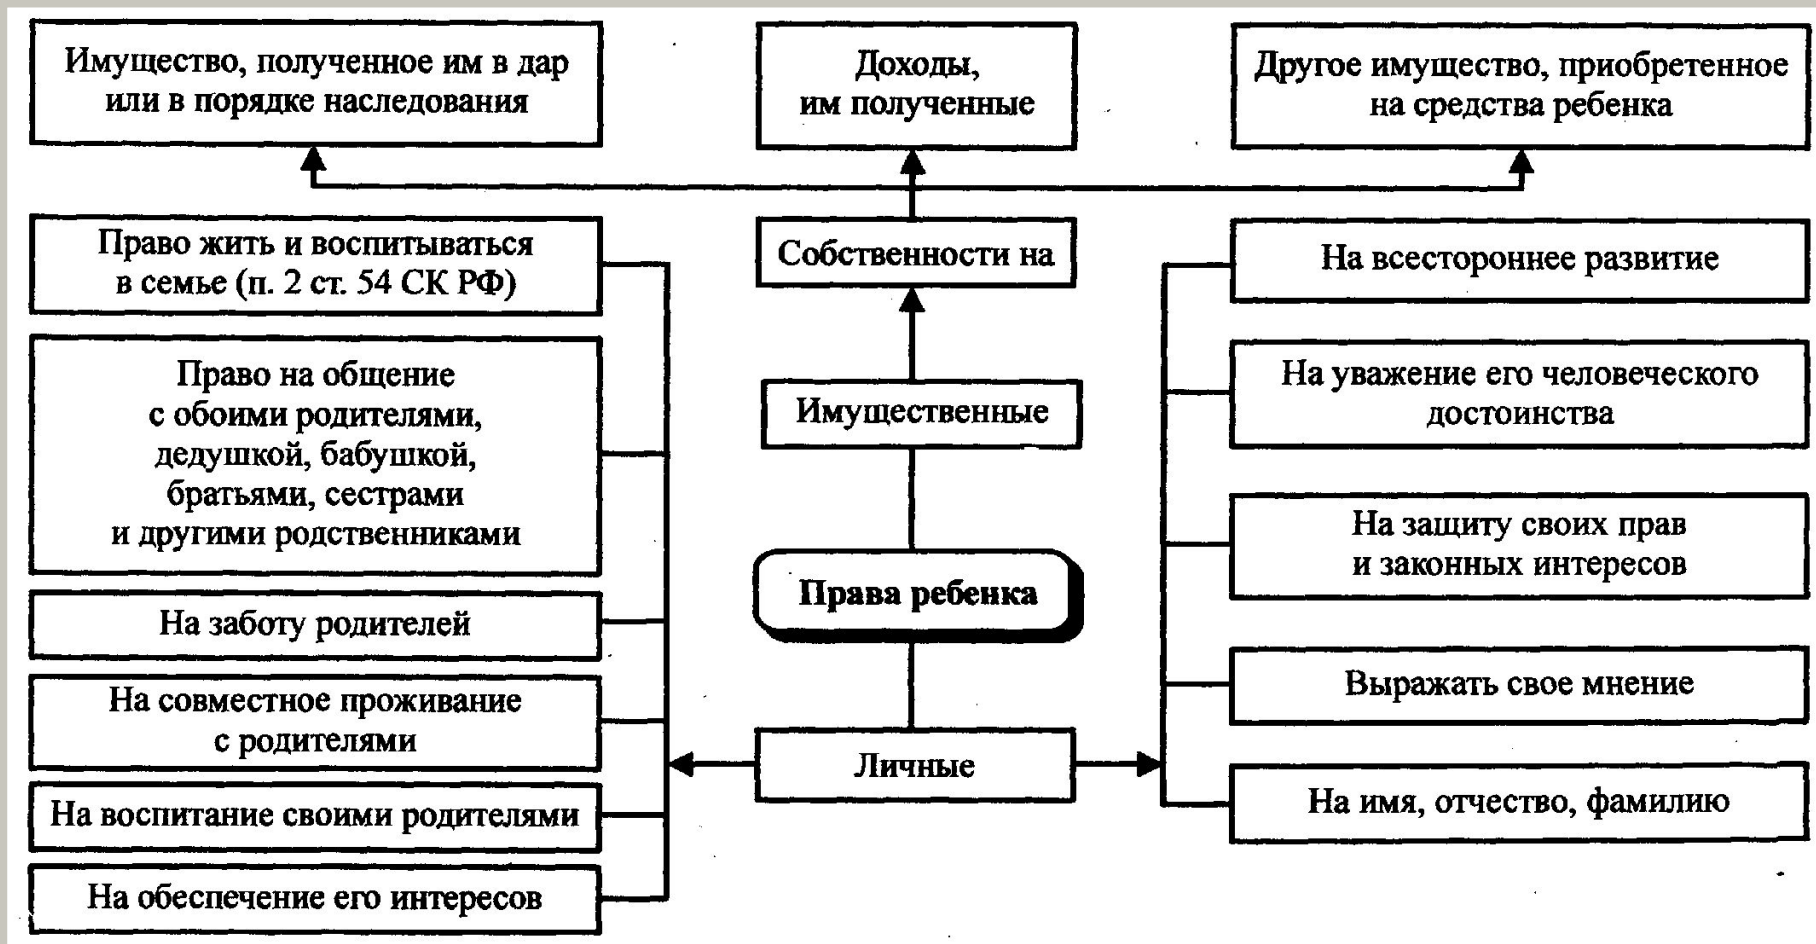 Имущество, полученное им в дар
или в порядке наследования
Доходы,
им полученные
Другое имущество, приобретенное
на средства ребенка
Право жить и воспитываться
в семье (п. 2 ст. 54 СК РФ)
Право на общение
с обоими родителями,
дедушкой, бабушкой,
братьями, сестрами
и другими родственниками
На заботу родителей
На совместное проживание
с родителями
На воспитание своими родителями
На обеспечение его интересов
Собственности на
Имущественные
Права ребенка
Личные
На всестороннее развитие
На уважение его человеческого
достоинства
На защиту своих прав
и законных интересов
Выражать свое мнение
На имя, отчество, фамилию